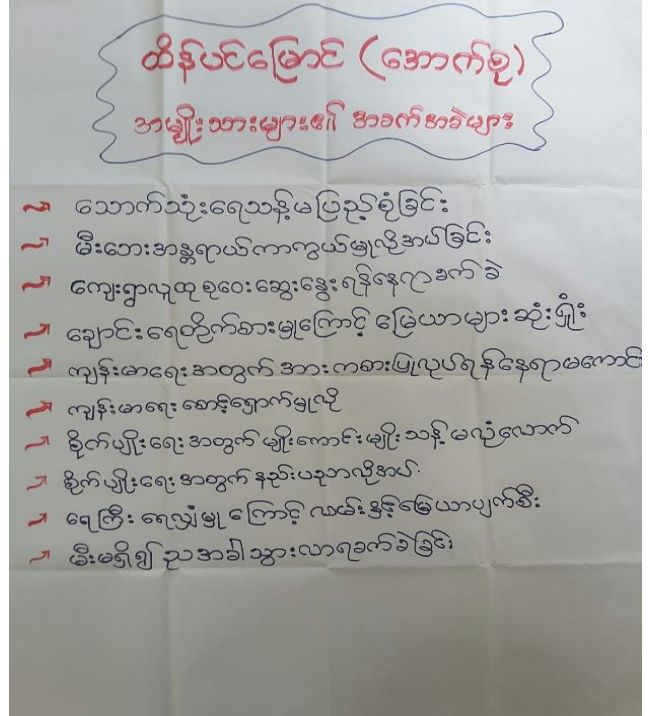 ထိန်ပင်မြောင် (အောက်စု)
အမျိုးသားများ၏ အခက်အခဲများ
သောက်သုံးရေသန့်မပြည့်စုံခြင်း
မီးဘေးအန္တရာယ်ကာကွယ်မှုလိုအပ်ခြင်း
ကျေးရွာလူထုစုဝေးဆွေးနွေးရန်နေရာခက်ခဲ
ချောင်းရေတိုက်စားမှုကြောင့် မြေယာများဆုံးရှုံး
ကျန်းမာရေးအတွက် အားကစားပြုလုပ်ရန်နေရာမကောင်း
ကျန်းမာရေးစောင့်ရှောက်မှုလို
စိုက်ပျိုးရေးအတွက် မျိုးကောင်းမျိုးသန့်မလုံလောက်
စိုက်ပျိုးရေးအတွက် နည်းပညာလိုအပ်
ရေကြီးရေလျှံမှုကြောင့် လမ်းနှင့်မြေယာပျက်စီး
မီးမရှိ၍ ညအခါသွားလာရခက်ခဲခြင်း